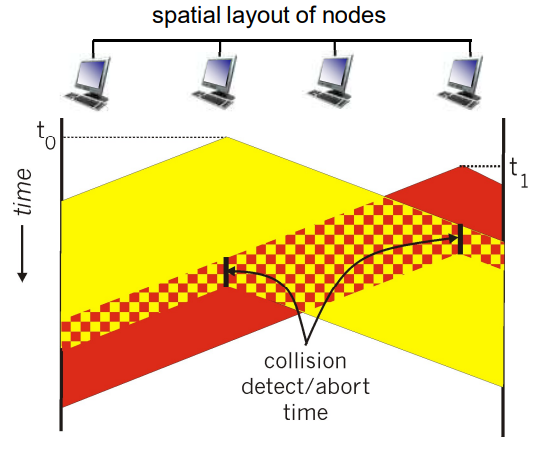 spatial layout of nodes
t0
t1
time
collision
detect/abort
time